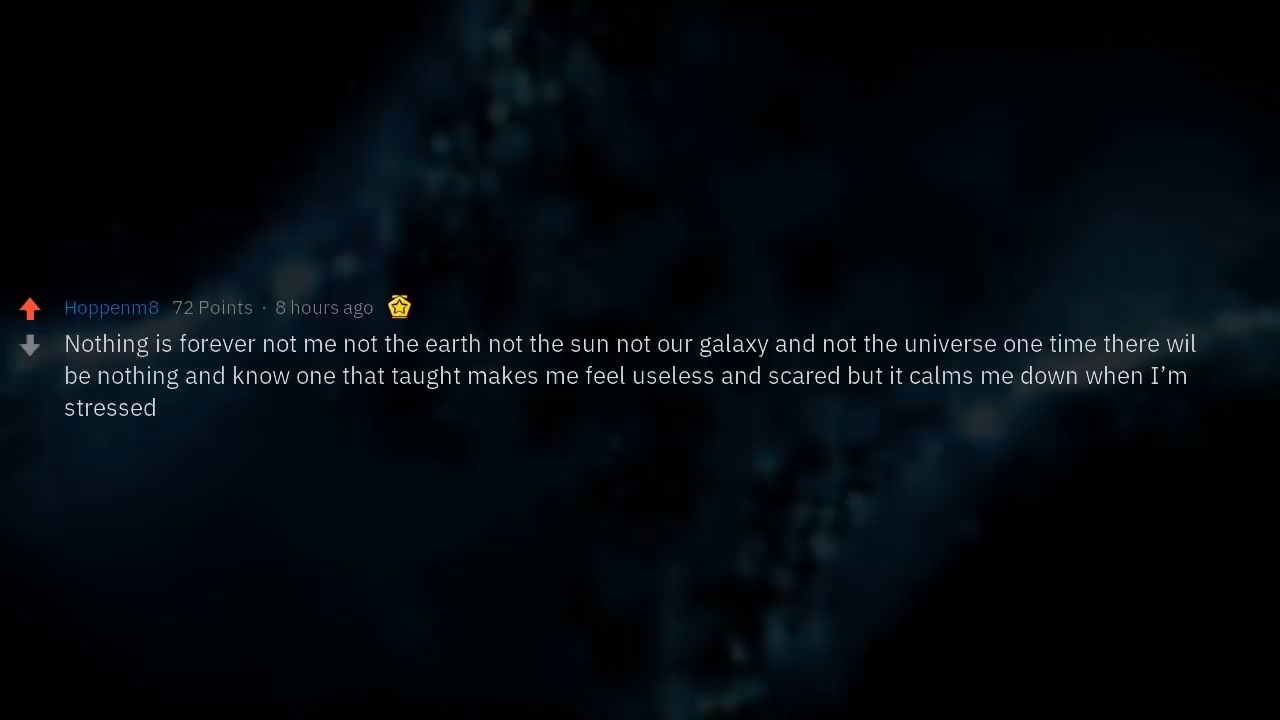 Hoppenm8 72 Points · 8 hours ago
Nothing is forever not me not the earth not the sun not our galaxy and not the universe one time there wil
be nothing and know one that taught makes me feel useless and scared but it calms me down when I’m
stressed